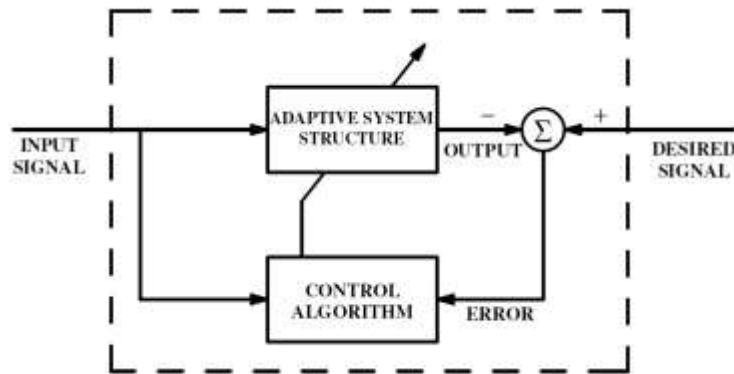 ADAPTIVE SYSTEM
STRUCTURE
−
Σ
+
INPUT
SIGNAL
OUTPUT
DESIRED
SIGNAL
CONTROL
ALGORITHM
ERROR